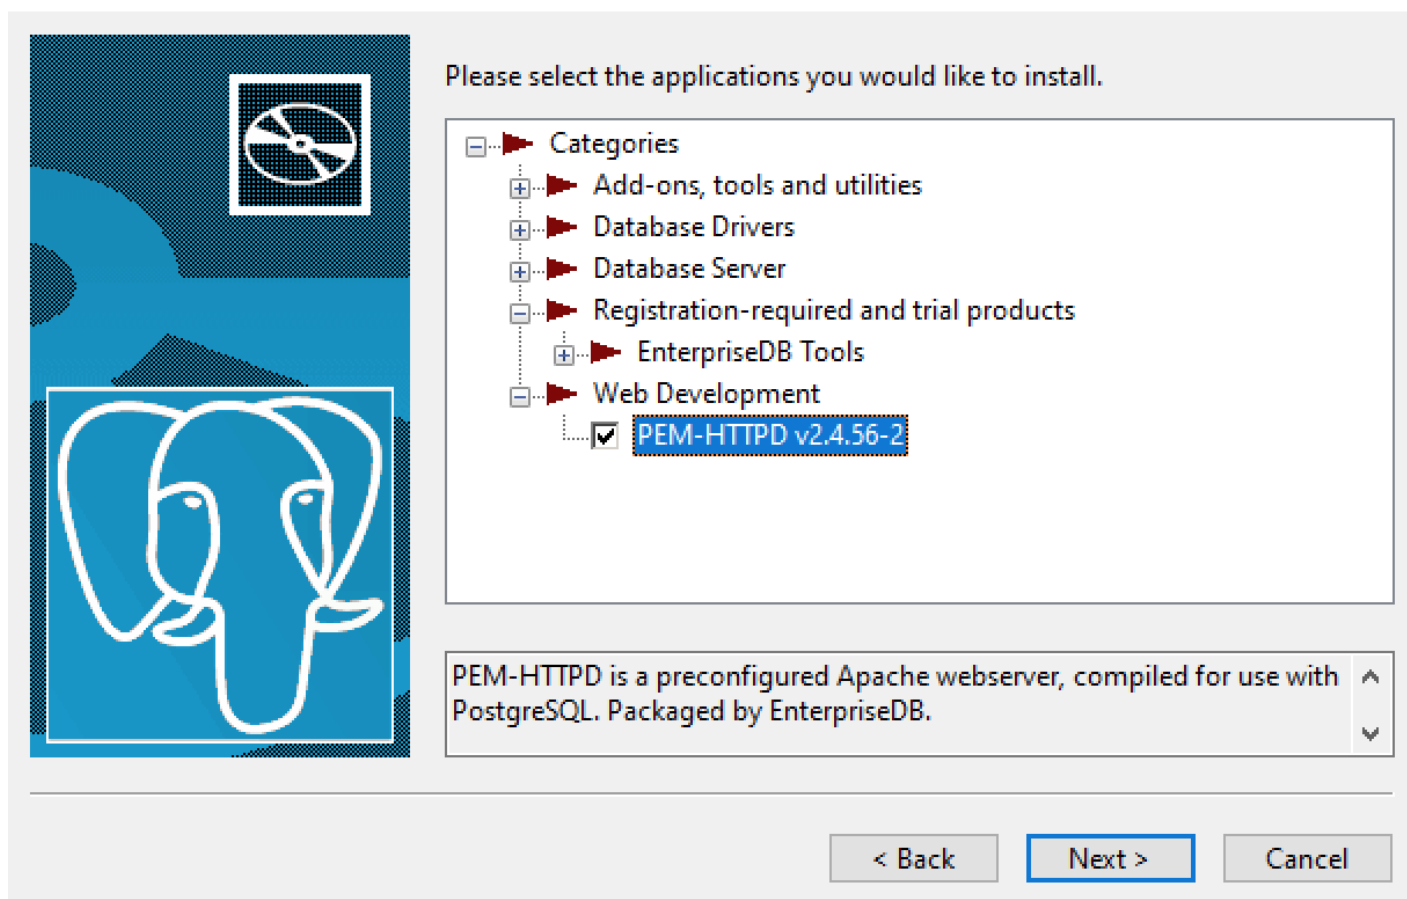 Please select the applications you would like to install.
Categories
Add-ons, tools and utilities
Database Drivers
Database Server
Registration-required and trial products
EnterpriseDB Tools
Web Development
PEM-HTTPD v2.4.56-2
PEM-HTTPD is a preconfigured Apache webserver, compiled for use with
PostgreSQL. Packaged by EnterpriseDB.
< Back
Next >
Cancel